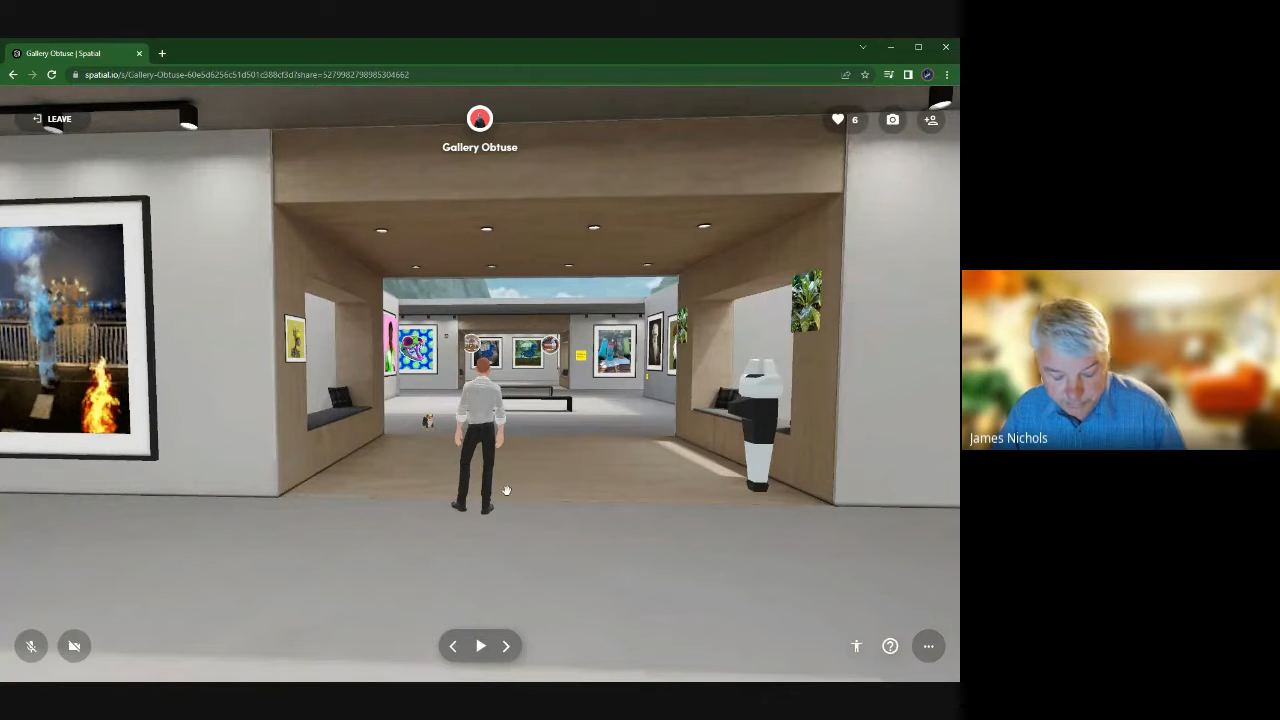 Gallery Obtuse | Spatial
spatial.io/s/Gallery-Obtuse-60e5d6256c51d501c388cf3d?share=5279982798985304662
LEAVE
6
Gallery Obtuse
James Nichols